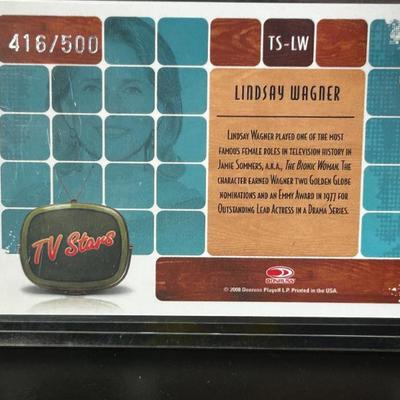 416/500
TS-LW
LINDSAY WAGNER
LINDSAY WAGNER PLAYED ONE OF THE MOST
FAMOUS FEMALE ROLES IN TELEVISION HISTORY IN
JAMIE SOMMERS, A.K.A., THE BIONIC WOMAN. THE
CHARACTER EARNED WAGNER TWO GOLDEN GLOBE
NOMINATIONS AND AN EMMY AWARD IN 1977 FOR
OUTSTANDING LEAD ACTRESS IN A DRAMA SERIES.
TV Stars
DONRUSS
© 2008 Donruss Playoff L.P. Printed in the USA.